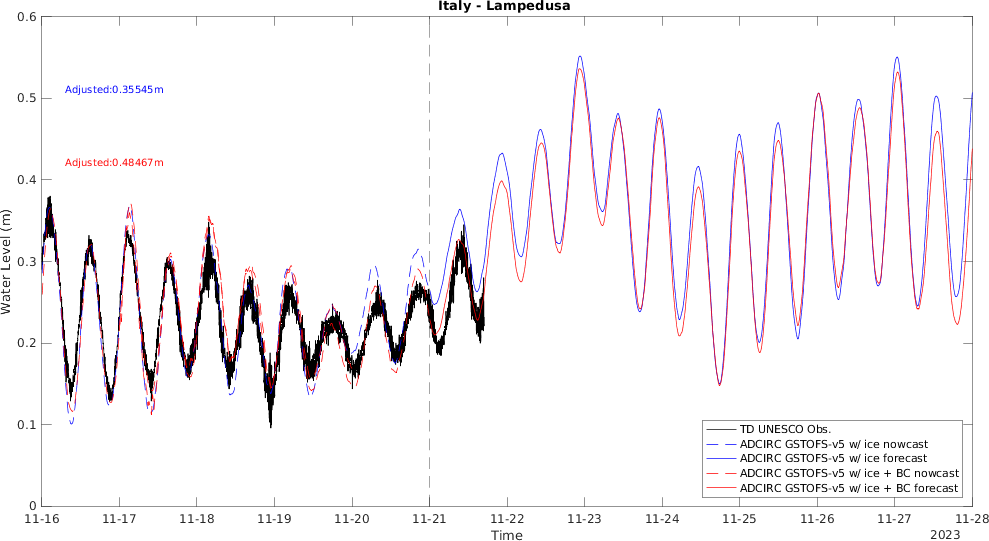 Italy - Lampedusa
0.6
0.5
0.4
0.3
0.2
0.1
0
Water Level (m)
Adjusted:0.35545m
Adjusted:0.48467m
TD UNESCO Obs.
ADCIRC GSTOFS-v5 w/ ice nowcast
ADCIRC GSTOFS-v5 w/ ice forecast
ADCIRC GSTOFS-v5 w/ ice + BC nowcast
ADCIRC GSTOFS-v5 w/ ice + BC forecast
11-16 11-17 11-18 11-19 11-20 11-21 11-22 11-23 11-24 11-25 11-26 11-27 11-28
Time
2023